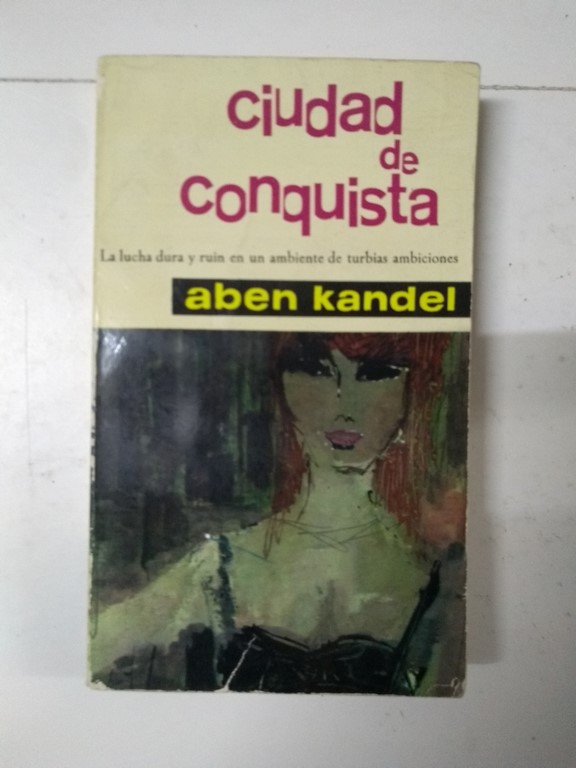 ciudad
de
conquista
La lucha dura y ruin en un ambiente de turbias ambiciones
aben kandel